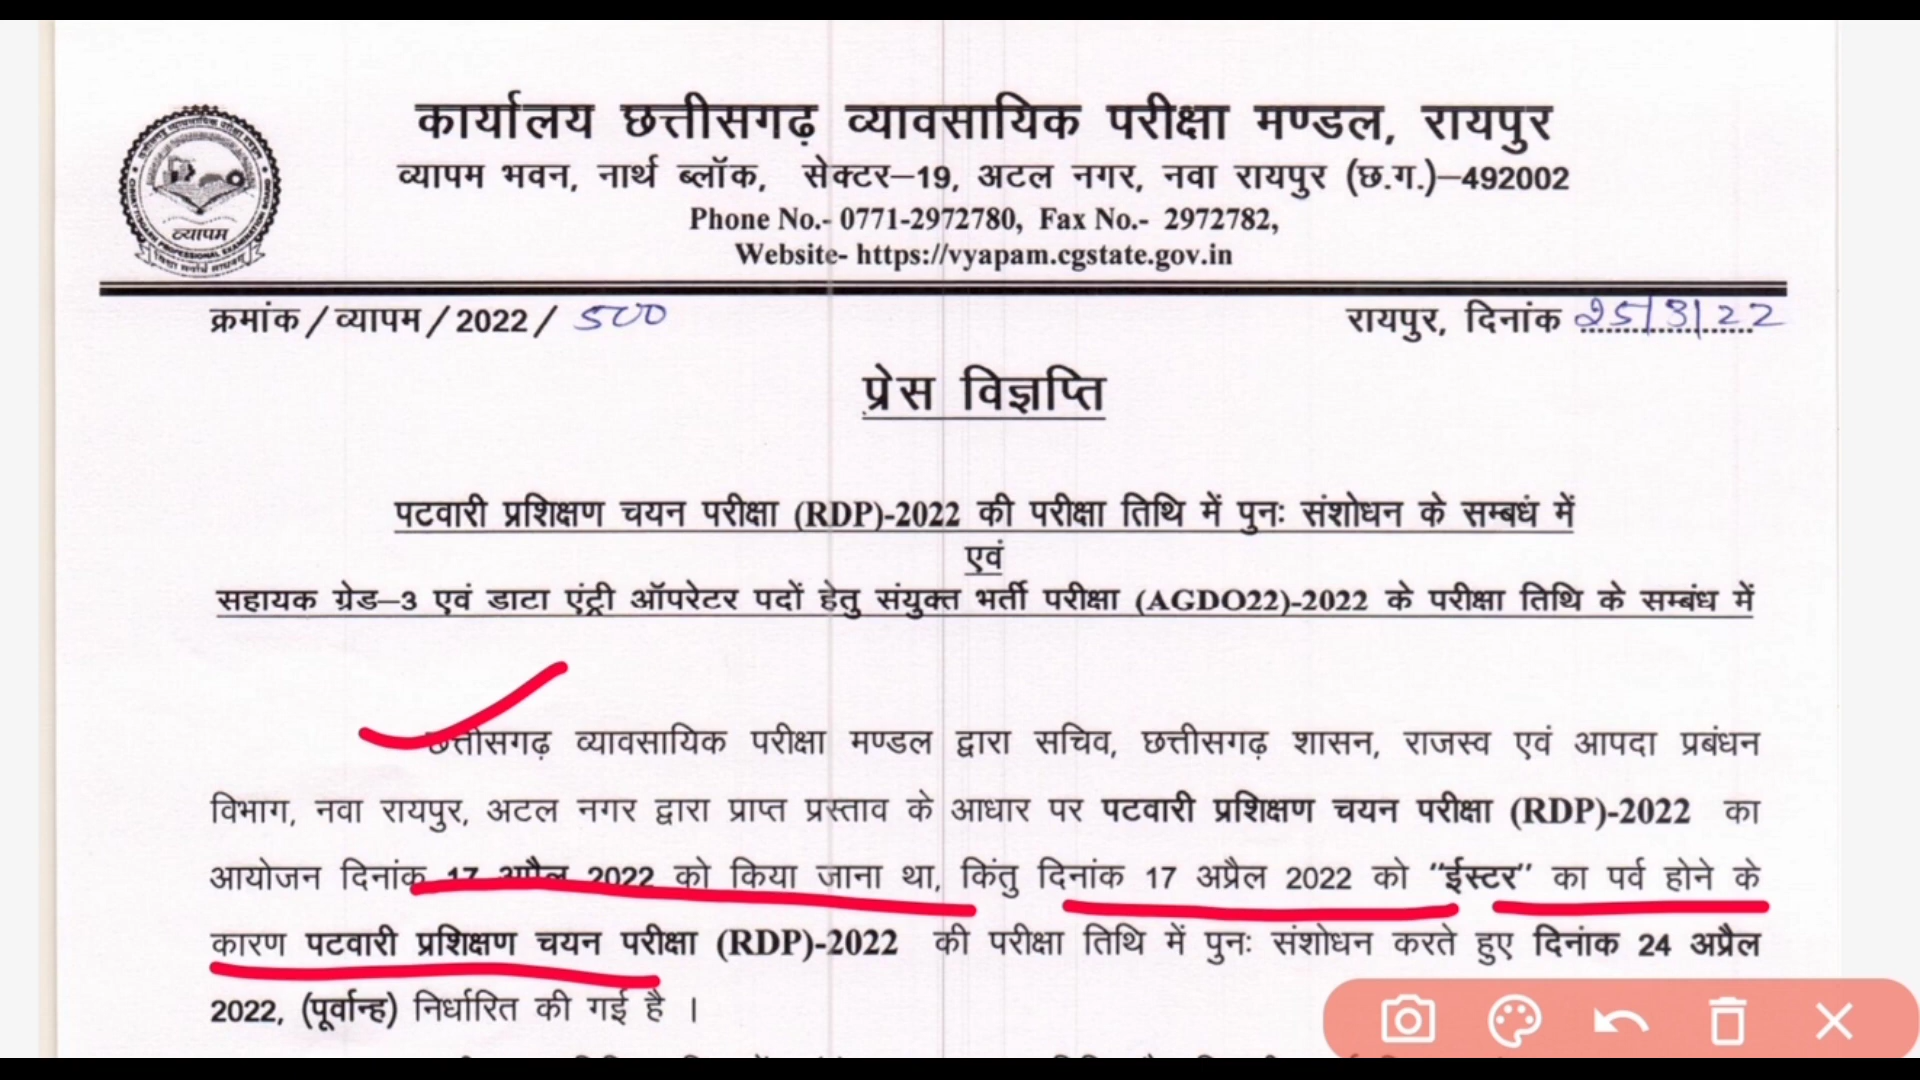 कार्यालय छत्तीसगढ़ व्यावसायिक परीक्षा मण्डल, रायपुर
व्यापम भवन, नार्थ ब्लॉक, सेक्टर–19, अटल नगर, नवा रायपुर (छ.ग.)–492002
Phone No.- 0771-2972780, Fax No.- 2972782,
Website- https://vyapam.cgstate.gov.in
व्यापम
क्रमांक/व्यापम/2022/ 500
रायपुर, दिनांक 25/3/22
प्रेस विज्ञप्ति
पटवारी प्रशिक्षण चयन परीक्षा (RDP)-2022 की परीक्षा तिथि में पुनः संशोधन के सम्बधं में
एवं
सहायक ग्रेड–3 एवं डाटा एंट्री ऑपरेटर पदों हेतु संयुक्त भर्ती परीक्षा (AGDO22)-2022 के परीक्षा तिथि के सम्बंध में
छत्तीसगढ़ व्यावसायिक परीक्षा मण्डल द्वारा सचिव, छत्तीसगढ़ शासन, राजस्व एवं आपदा प्रबंधन
विभाग, नवा रायपुर, अटल नगर द्वारा प्राप्त प्रस्ताव के आधार पर पटवारी प्रशिक्षण चयन परीक्षा (RDP)-2022 का
आयोजन दिनांक 17 अप्रैल 2022 को किया जाना था, किंतु दिनांक 17 अप्रैल 2022 को "ईस्टर" का पर्व होने के
कारण पटवारी प्रशिक्षण चयन परीक्षा (RDP)-2022 की परीक्षा तिथि में पुनः संशोधन करते हुए दिनांक 24 अप्रैल
2022, (पूर्वान्ह) निर्धारित की गई है ।